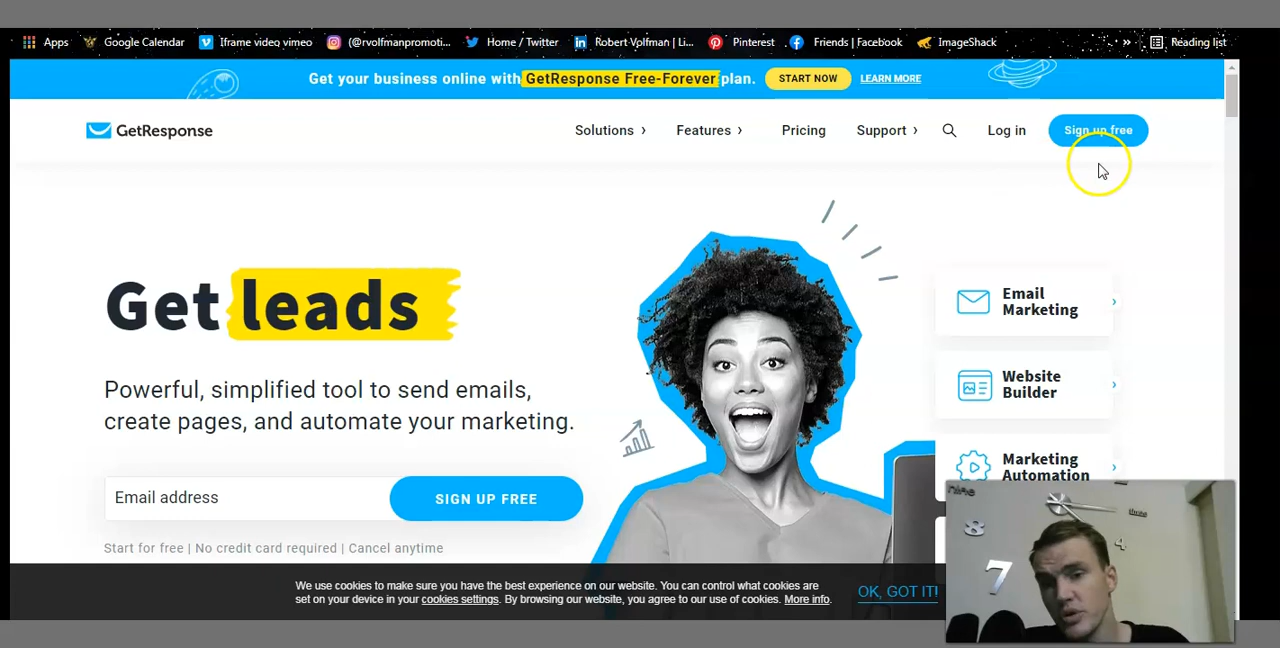 Apps Google Calendar Iframe video vimeo (@rvolfmanpromoti... Home / Twitter Robert Volfman | Li... Pinterest Friends | Facebook ImageShack » Reading list
Get your business online with GetResponse Free-Forever plan. START NOW LEARN MORE
GetResponse Solutions › Features › Pricing Support › Log in Sign up free
Get leads
Powerful, simplified tool to send emails,
create pages, and automate your marketing.
Email address SIGN UP FREE
Start for free | No credit card required | Cancel anytime
Email
Marketing
Website
Builder
Marketing
Automation
We use cookies to make sure you have the best experience on our website. You can control what cookies are
set on your device in your cookies settings. By browsing our website, you agree to our use of cookies. More info.
OK, GOT IT!
nine
three
8
4
7